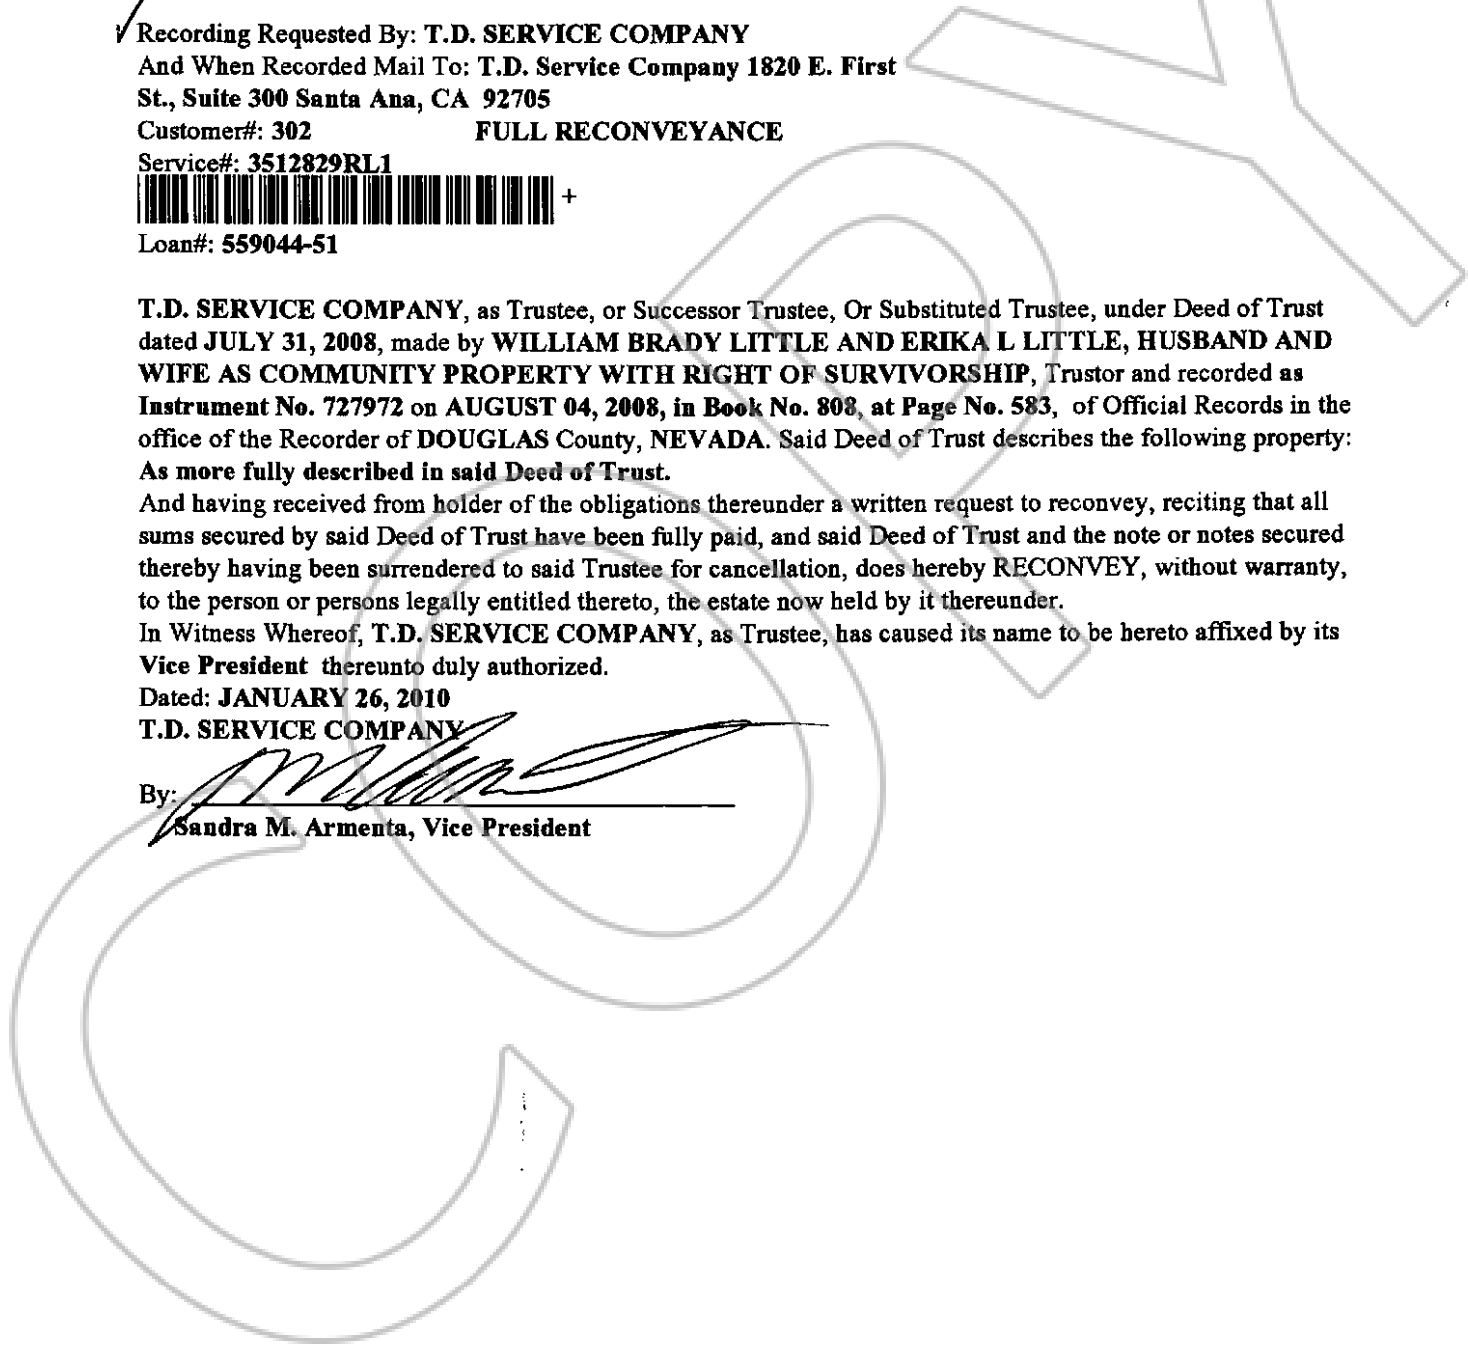 Recording Requested By: T.D. SERVICE COMPANY
And When Recorded Mail To: T.D. Service Company 1820 E. First
St., Suite 300 Santa Ana, CA 92705
Customer#: 302 FULL RECONVEYANCE
Service#: 3512829RL1
+
Loan#: 559044-51
T.D. SERVICE COMPANY, as Trustee, or Successor Trustee, Or Substituted Trustee, under Deed of Trust
dated JULY 31, 2008, made by WILLIAM BRADY LITTLE AND ERIKA L LITTLE, HUSBAND AND
WIFE AS COMMUNITY PROPERTY WITH RIGHT OF SURVIVORSHIP, Trustor and recorded as
Instrument No. 727972 on AUGUST 04, 2008, in Book No. 808, at Page No. 583, of Official Records in the
office of the Recorder of DOUGLAS County, NEVADA. Said Deed of Trust describes the following property:
As more fully described in said Deed of Trust.
And having received from holder of the obligations thereunder a written request to reconvey, reciting that all
sums secured by said Deed of Trust have been fully paid, and said Deed of Trust and the note or notes secured
thereby having been surrendered to said Trustee for cancellation, does hereby RECONVEY, without warranty,
to the person or persons legally entitled thereto, the estate now held by it thereunder.
In Witness Whereof, T.D. SERVICE COMPANY, as Trustee, has caused its name to be hereto affixed by its
Vice President thereunto duly authorized.
Dated: JANUARY 26, 2010
T.D. SERVICE COMPANY
By:
Sandra M. Armenta, Vice President
COPY